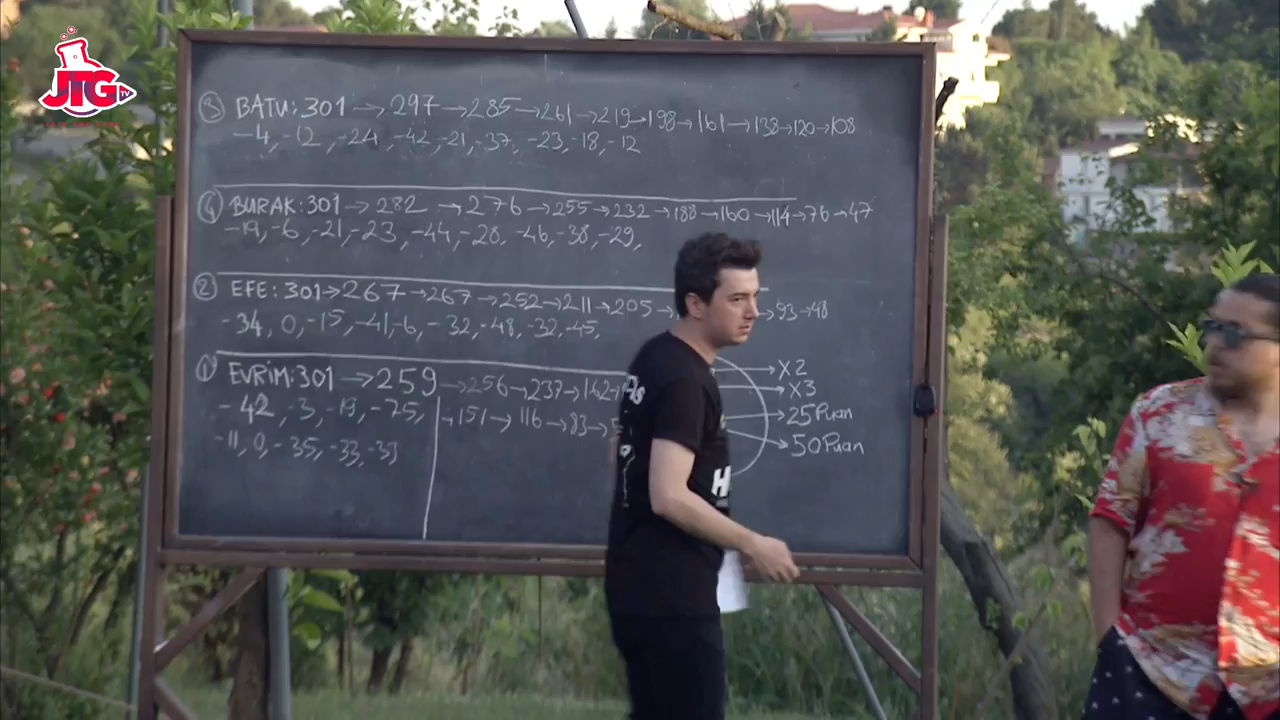 JTG TV
③ BATU: 301 → 297 → 285 → 261 → 219 → 198 → 161 → 138 → 120 → 108
-4, -12, -24, -42, -21, -37, -23, -18, -12
④ BURAK: 301 → 282 → 276 → 255 → 232 → 188 → 160 → 114 → 76 → 47
-19, -6, -21, -23, -44, -28, -46, -38, -29,
② EFE: 301 → 267 → 267 → 252 → 211 → 205 → 93 → 48
-34, 0, -15, -41, -6, -32, -48, -32, -45,
① EVRİM: 301 → 259 → 256 → 237 → 162 →
-42, -3, -19, -75, → 151 → 116 → 83 →
-11, 0, -35, -33, -33
→ X2
→ X3
→ 25 Puan
→ 50 Puan
H